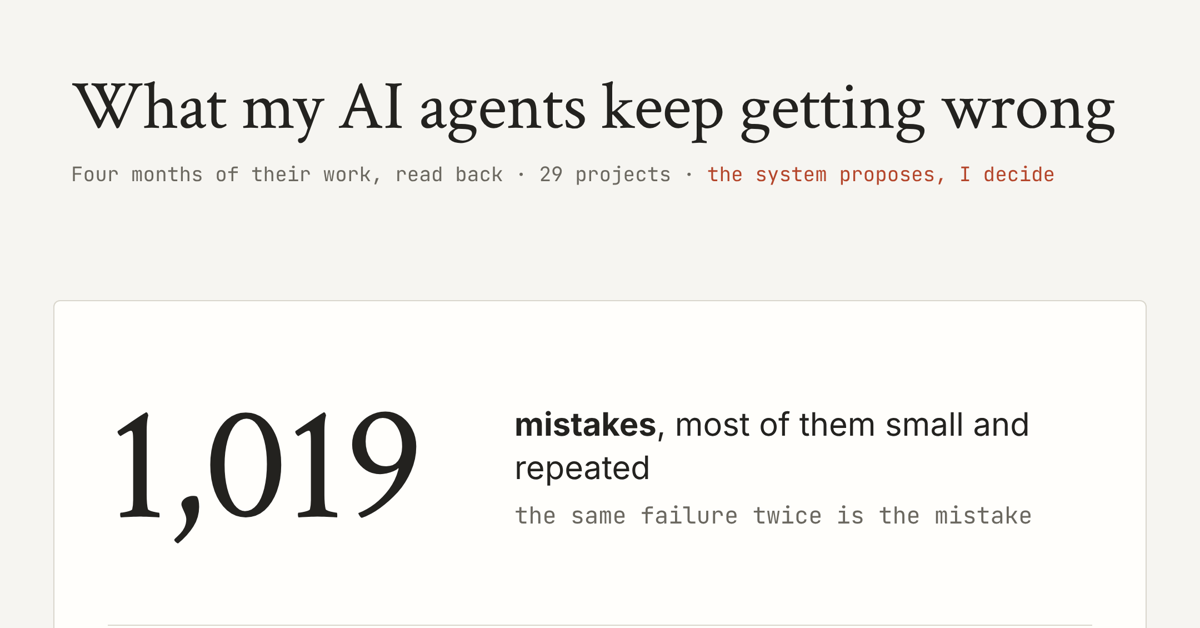 What my AI agents keep getting wrong
Four months of their work, read back · 29 projects · the system proposes, I decide
1,019
mistakes, most of them small and
repeated
the same failure twice is the mistake